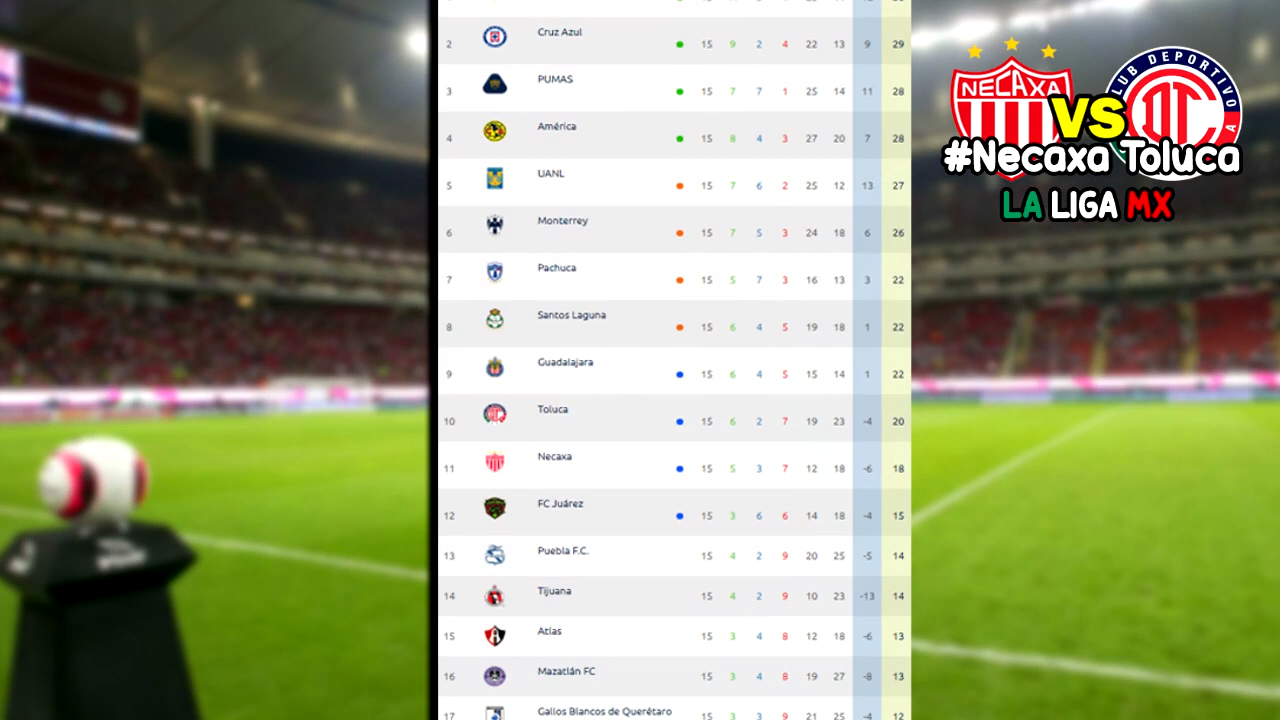 2 Cruz Azul 15 9 2 4 22 13 9 29
3 PUMAS 15 7 7 1 25 14 11 28
4 América 15 8 4 3 27 20 7 28
5 UANL 15 7 6 2 25 12 13 27
6 Monterrey 15 7 5 3 24 18 6 26
7 Pachuca 15 5 7 3 16 13 3 22
8 Santos Laguna 15 6 4 5 19 18 1 22
9 Guadalajara 15 6 4 5 15 14 1 22
10 Toluca 15 6 2 7 19 23 -4 20
11 Necaxa 15 5 3 7 12 18 -6 18
12 FC Juárez 15 3 6 6 14 18 -4 15
13 Puebla F.C. 15 4 2 9 20 25 -5 14
14 Tijuana 15 4 2 9 10 23 -13 14
15 Atlas 15 3 4 8 12 18 -6 13
16 Mazatlán FC 15 3 4 8 19 27 -8 13
17 Gallos Blancos de Querétaro 15 3 3 9 21 25 -4 12
NECAXA
VS
#Necaxa Toluca
LA LIGA MX